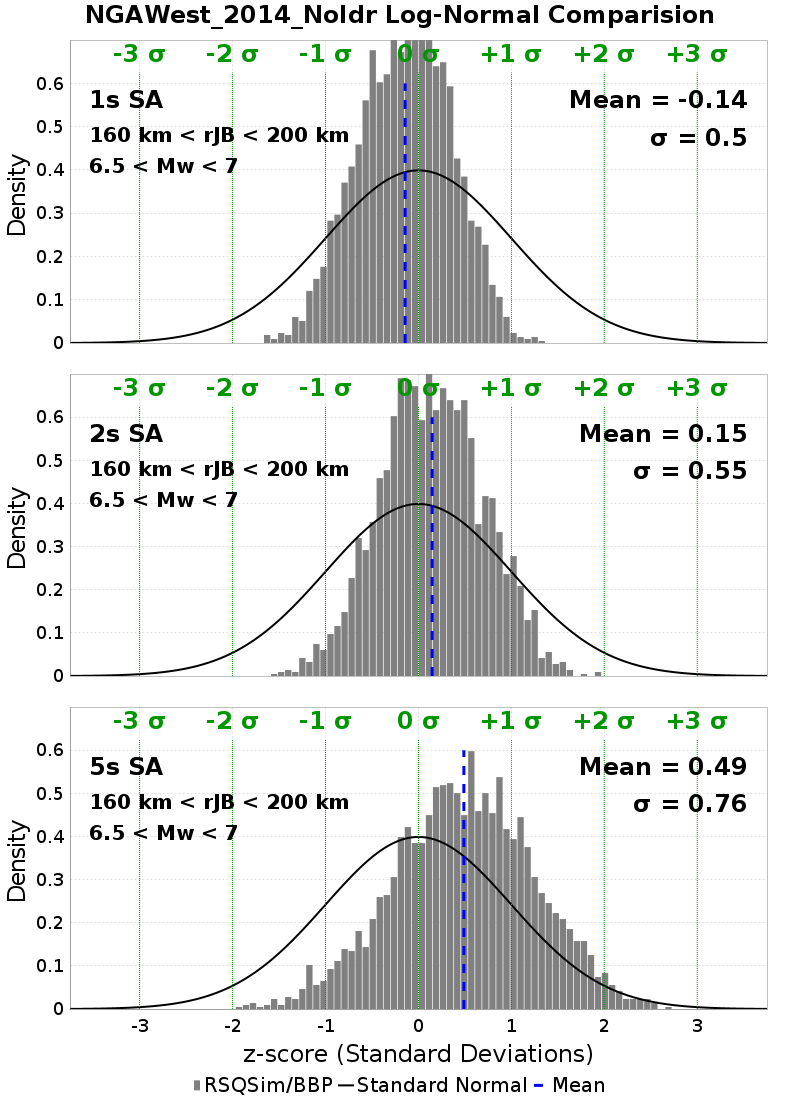 NGAWest_2014_NoIdr Log-Normal Comparision
-3 σ -2 σ -1 σ 0 σ +1 σ +2 σ +3 σ
1s SA
Mean = -0.14
160 km < rJB < 200 km
σ = 0.5
6.5 < Mw < 7
Density
0.6
0.5
0.4
0.3
0.2
0.1
0
-3 σ -2 σ -1 σ 0 σ +1 σ +2 σ +3 σ
2s SA
Mean = 0.15
160 km < rJB < 200 km
σ = 0.55
6.5 < Mw < 7
Density
0.6
0.5
0.4
0.3
0.2
0.1
0
-3 σ -2 σ -1 σ 0 σ +1 σ +2 σ +3 σ
5s SA
Mean = 0.49
160 km < rJB < 200 km
σ = 0.76
6.5 < Mw < 7
Density
0.6
0.5
0.4
0.3
0.2
0.1
0
-3 -2 -1 0 1 2 3
z-score (Standard Deviations)
RSQSim/BBP Standard Normal Mean